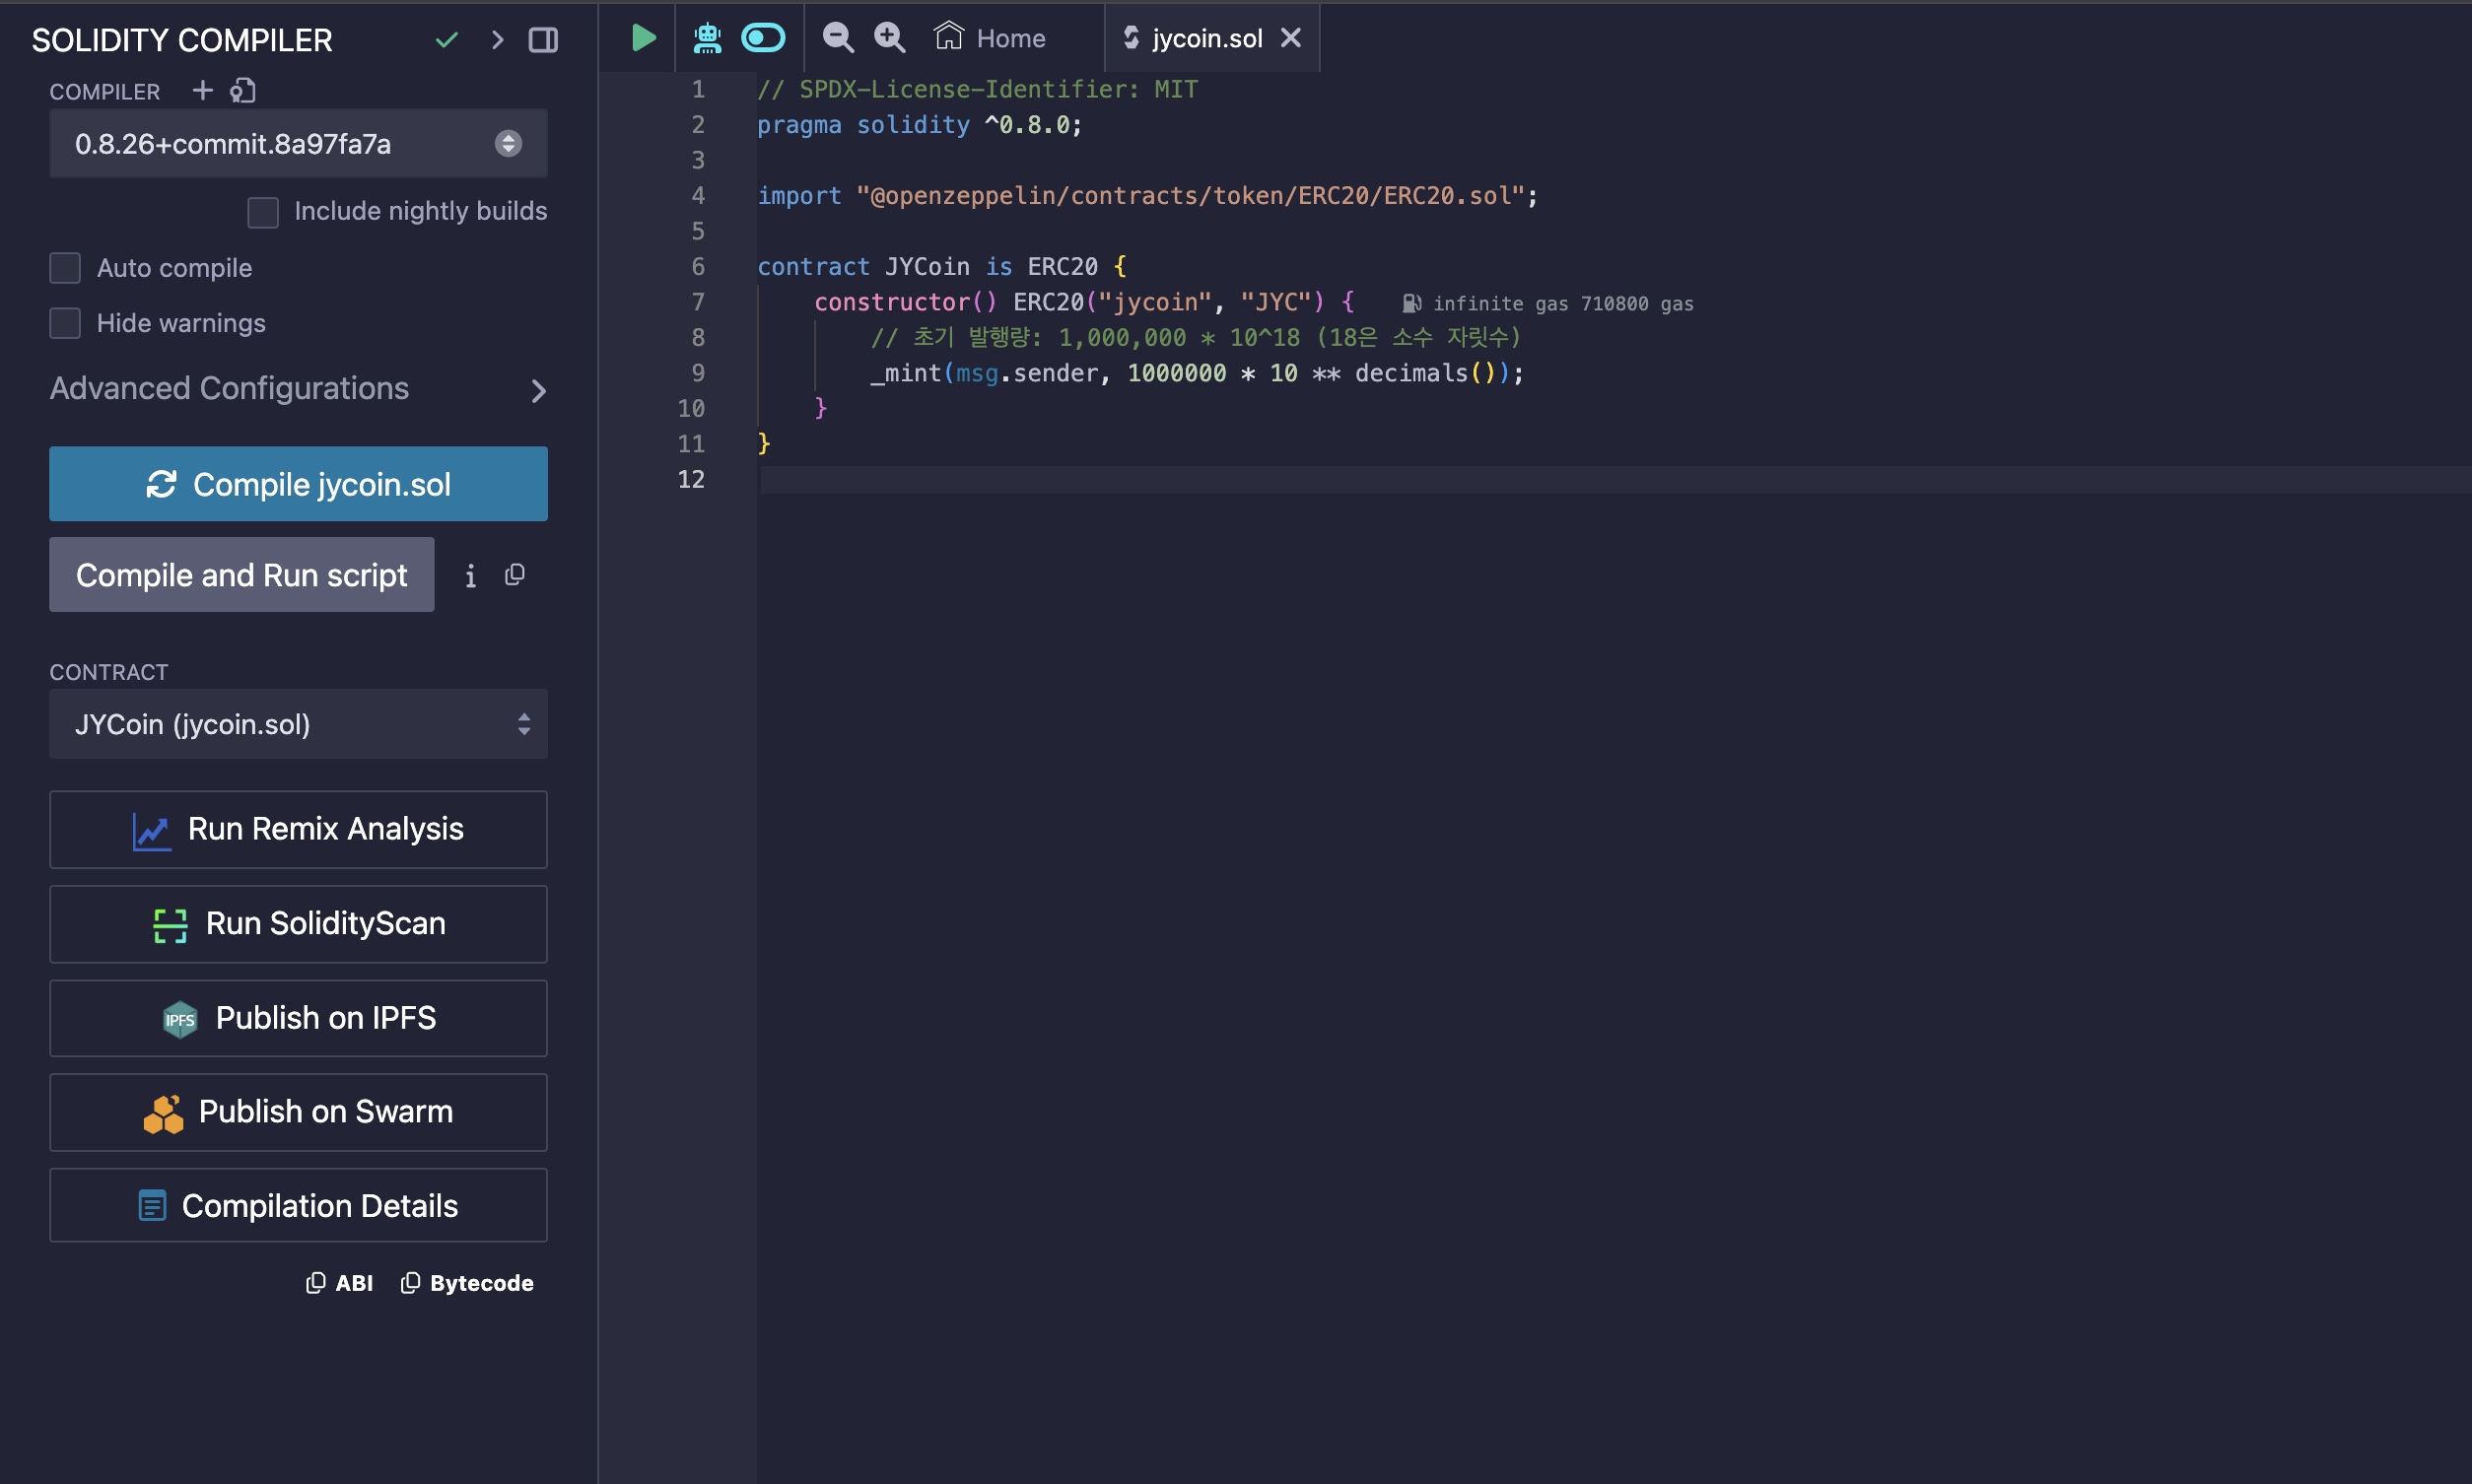 SOLIDITY COMPILER
COMPILER
0.8.26+commit.8a97fa7a
Include nightly builds
Auto compile
Hide warnings
Advanced Configurations
Compile jycoin.sol
Compile and Run script
CONTRACT
JYCoin (jycoin.sol)
Run Remix Analysis
Run SolidityScan
IPFS Publish on IPFS
Publish on Swarm
Compilation Details
ABI Bytecode
Home jycoin.sol
1 // SPDX-License-Identifier: MIT
2 pragma solidity ^0.8.0;
3
4 import "@openzeppelin/contracts/token/ERC20/ERC20.sol";
5
6 contract JYCoin is ERC20 {
7 constructor() ERC20("jycoin", "JYC") { infinite gas 710800 gas
8 // 초기 발행량: 1,000,000 * 10^18 (18은 소수 자릿수)
9 _mint(msg.sender, 1000000 * 10 ** decimals());
10 }
11 }
12